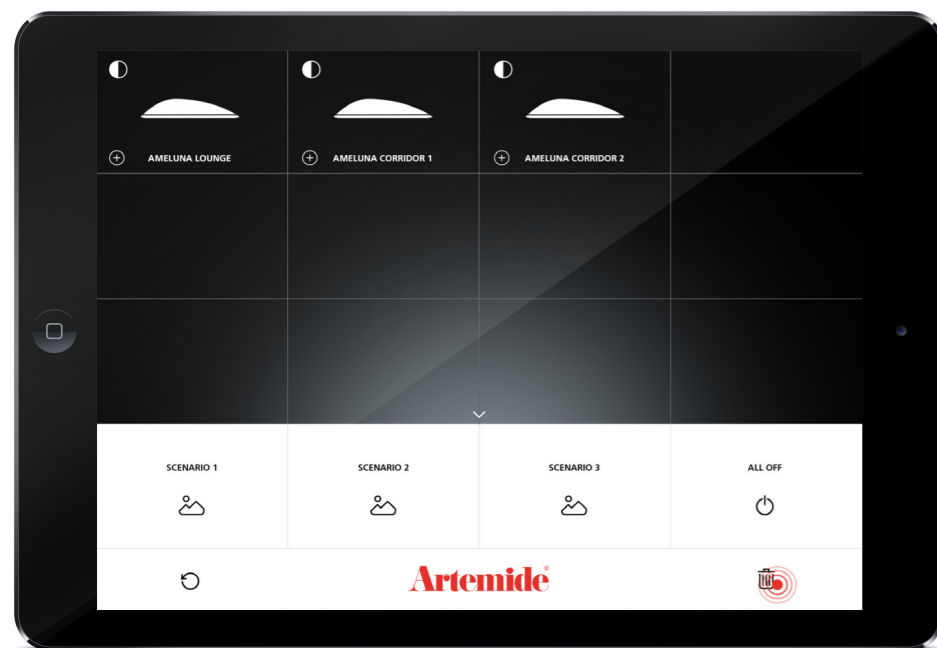 AMELUNA LOUNGE
AMELUNA CORRIDOR 1
AMELUNA CORRIDOR 2
SCENARIO 1
SCENARIO 2
SCENARIO 3
ALL OFF
Artemide®